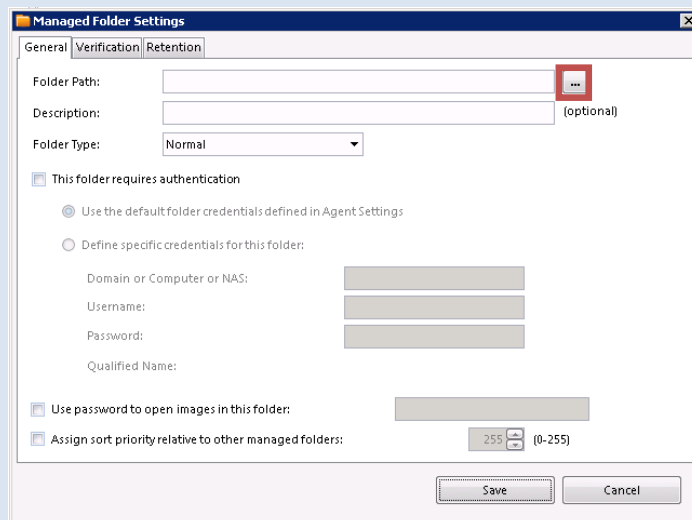 Managed Folder Settings
General Verification Retention
Folder Path: ...
Description: (optional)
Folder Type: Normal
This folder requires authentication
Use the default folder credentials defined in Agent Settings
Define specific credentials for this folder:
Domain or Computer or NAS:
Username:
Password:
Qualified Name:
Use password to open images in this folder:
Assign sort priority relative to other managed folders: 255 (0-255)
Save Cancel